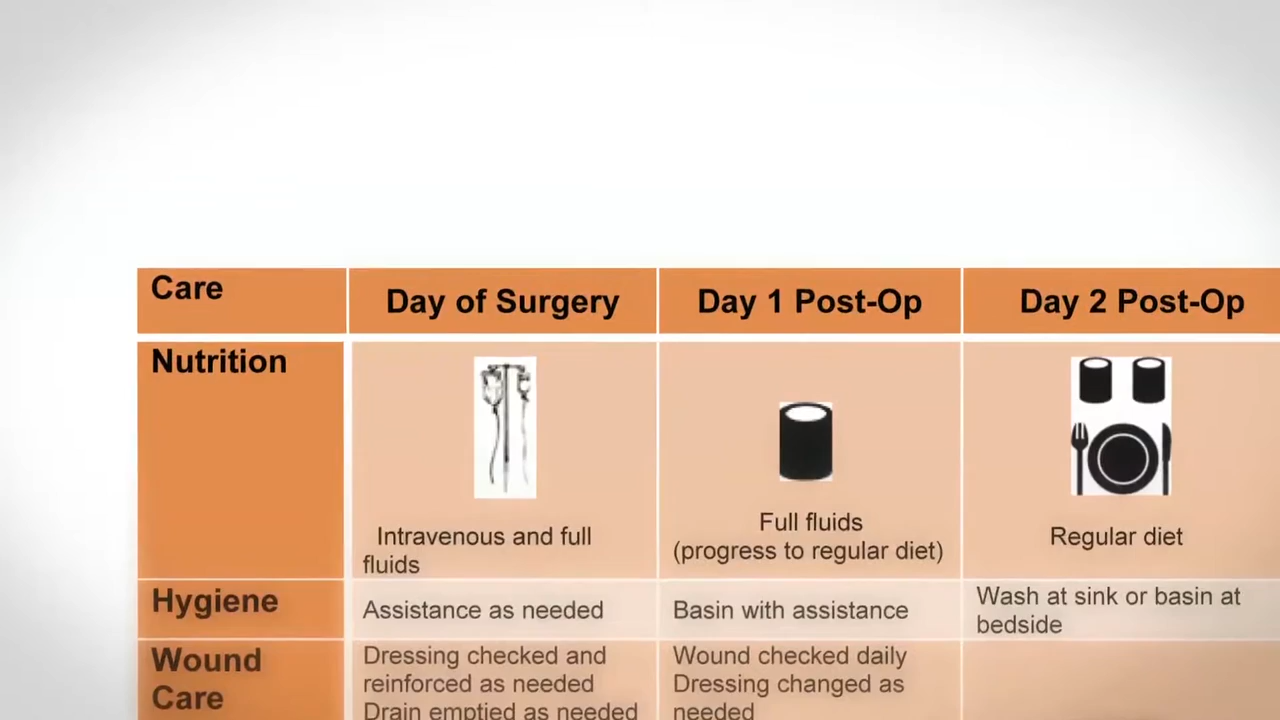 Care
Day of Surgery
Day 1 Post-Op
Day 2 Post-Op
Nutrition
Intravenous and full
fluids
Full fluids
(progress to regular diet)
Regular diet
Hygiene
Assistance as needed
Basin with assistance
Wash at sink or basin at
bedside
Wound
Care
Dressing checked and
reinforced as needed
Drain emptied as needed
Wound checked daily
Dressing changed as
needed